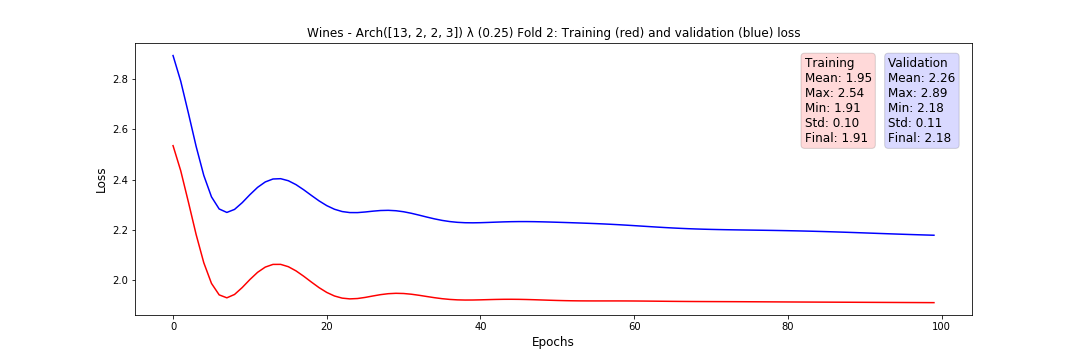 Wines - Arch([13, 2, 2, 3]) λ (0.25) Fold 2: Training (red) and validation (blue) loss
Training
Mean: 1.95
Max: 2.54
Min: 1.91
Std: 0.10
Final: 1.91
Validation
Mean: 2.26
Max: 2.89
Min: 2.18
Std: 0.11
Final: 2.18
Loss
2.8
2.6
2.4
2.2
2.0
0 20 40 60 80 100
Epochs